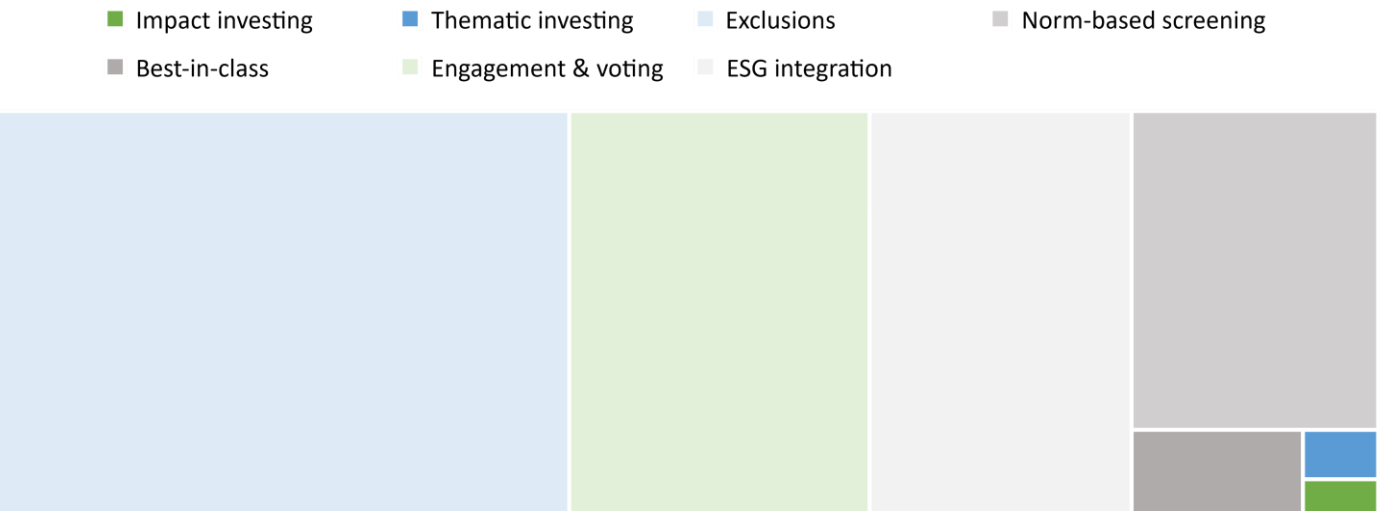 Impact investing Thematic investing Exclusions Norm-based screening
Best-in-class Engagement & voting ESG integration